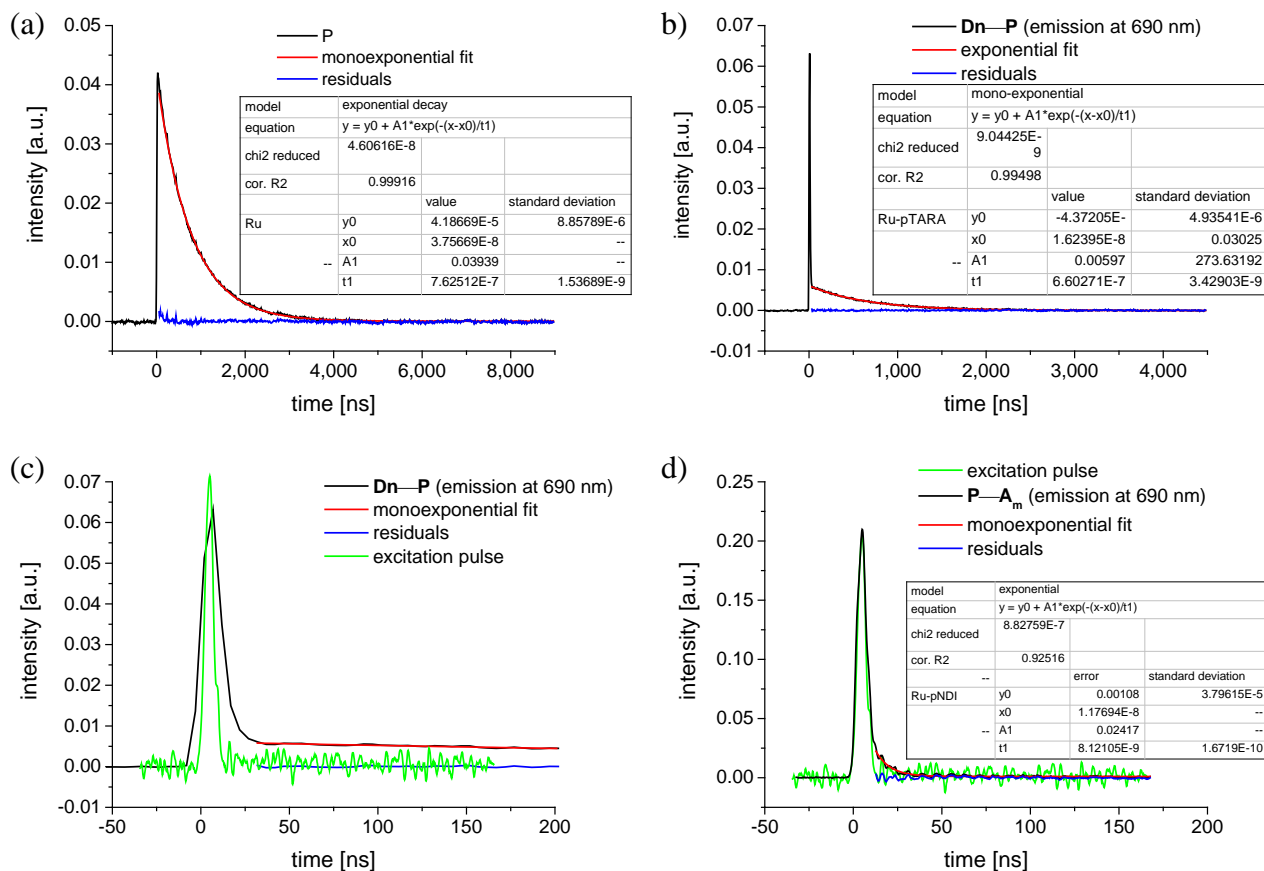 (a)
P
monoexponential fit
residuals
model exponential decay
equation y = y0 + A1*exp(-(x-x0)/t1)
chi2 reduced 4.60616E-8
cor. R2 0.99916
value standard deviation
Ru y0 4.18669E-5 8.85789E-6
x0 3.75669E-8 --
-- A1 0.03939 --
t1 7.62512E-7 1.53689E-9
0.05
0.04
0.03
0.02
0.01
0.00
intensity [a.u.]
0 2,000 4,000 6,000 8,000
time [ns]
b)
Dn—P (emission at 690 nm)
exponential fit
residuals
model mono-exponential
equation y = y0 + A1*exp(-(x-x0)/t1)
chi2 reduced 9.04425E-
9
cor. R2 0.99498
value standard deviation
Ru-pTARA y0 -4.37205E- 4.93541E-6
x0 1.62395E-8 0.03025
-- A1 0.00597 273.63192
t1 6.60271E-7 3.42903E-9
0.07
0.06
0.05
0.04
0.03
0.02
0.01
0.00
-0.01
intensity [a.u.]
0 1,000 2,000 3,000 4,000
time [ns]
(c)
Dn—P (emission at 690 nm)
monoexponential fit
residuals
excitation pulse
0.07
0.06
0.05
0.04
0.03
0.02
0.01
0.00
-0.01
intensity [a.u.]
-50 0 50 100 150 200
time [ns]
d)
excitation pulse
P—Am (emission at 690 nm)
monoexponential fit
residuals
model exponential
equation y = y0 + A1*exp(-(x-x0)/t1)
chi2 reduced 8.82759E-7
cor. R2 0.92516
-- error standard deviation
Ru-pNDI y0 0.00108 3.79615E-5
x0 1.17694E-8 --
-- A1 0.02417 --
t1 8.12105E-9 1.6719E-10
0.25
0.20
0.15
0.10
0.05
0.00
intensity [a.u.]
-50 0 50 100 150 200
time [ns]